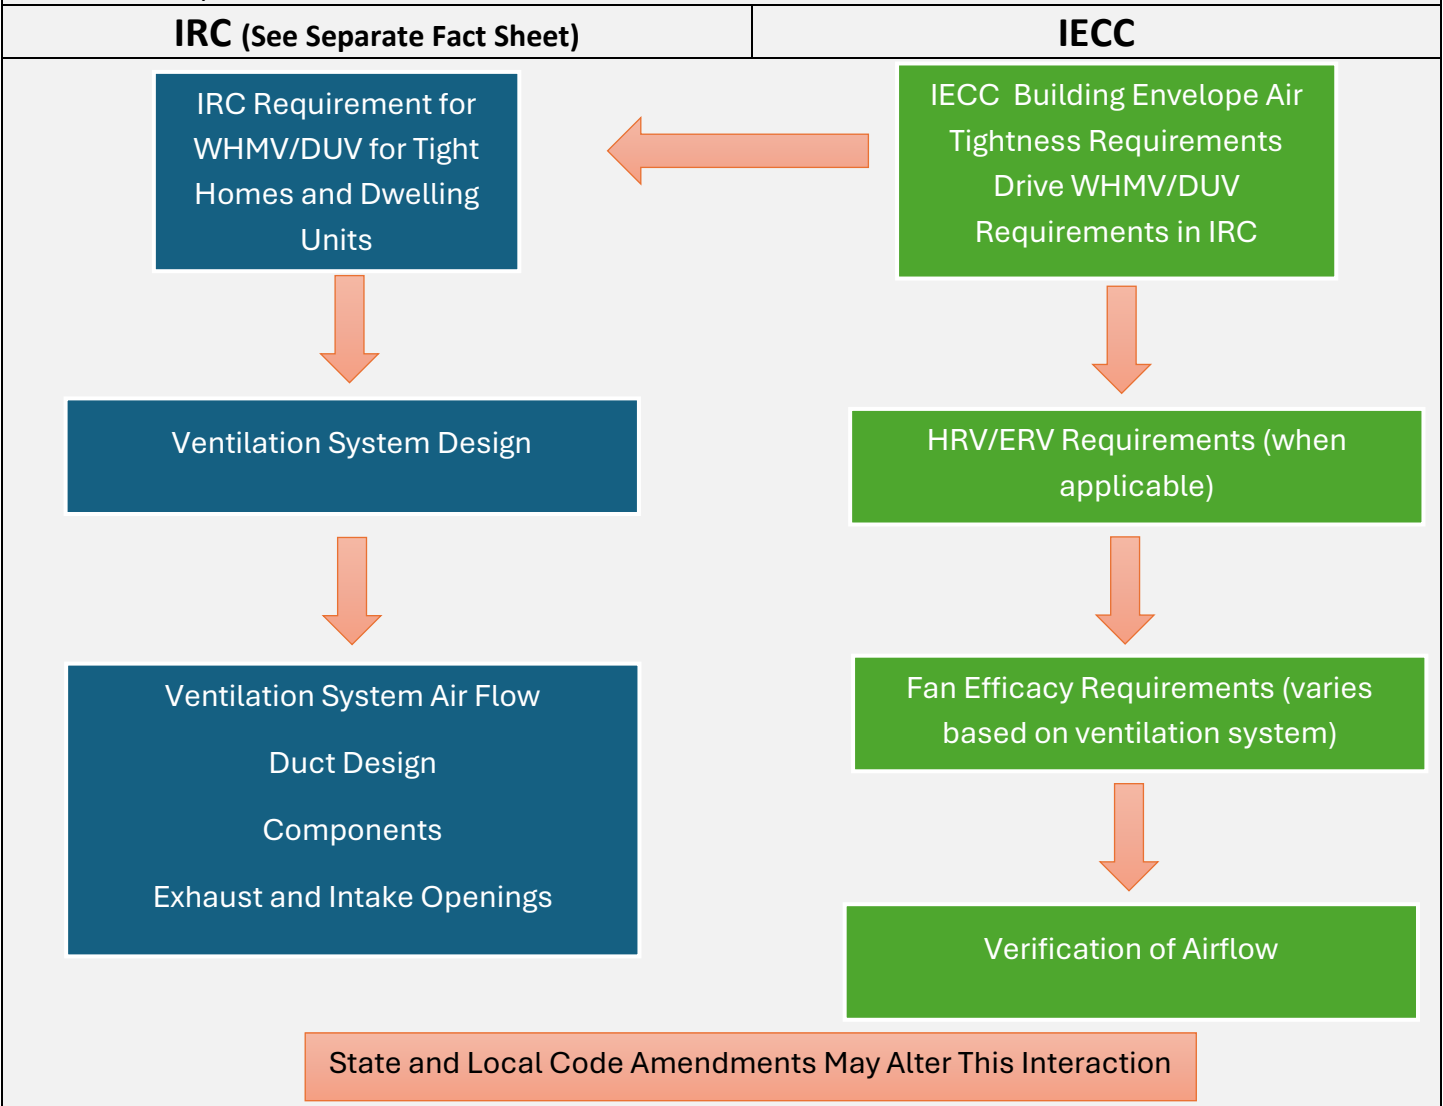 IRC (See Separate Fact Sheet)
IECC
IRC Requirement for
WHMV/DUV for Tight
Homes and Dwelling
Units
IECC  Building Envelope Air
Tightness Requirements
Drive WHMV/DUV
Requirements in IRC
Ventilation System Design
HRV/ERV Requirements (when
applicable)
Ventilation System Air Flow
Duct Design
Components
Exhaust and Intake Openings
Fan Efficacy Requirements (varies
based on ventilation system)
Verification of Airflow
State and Local Code Amendments May Alter This Interaction